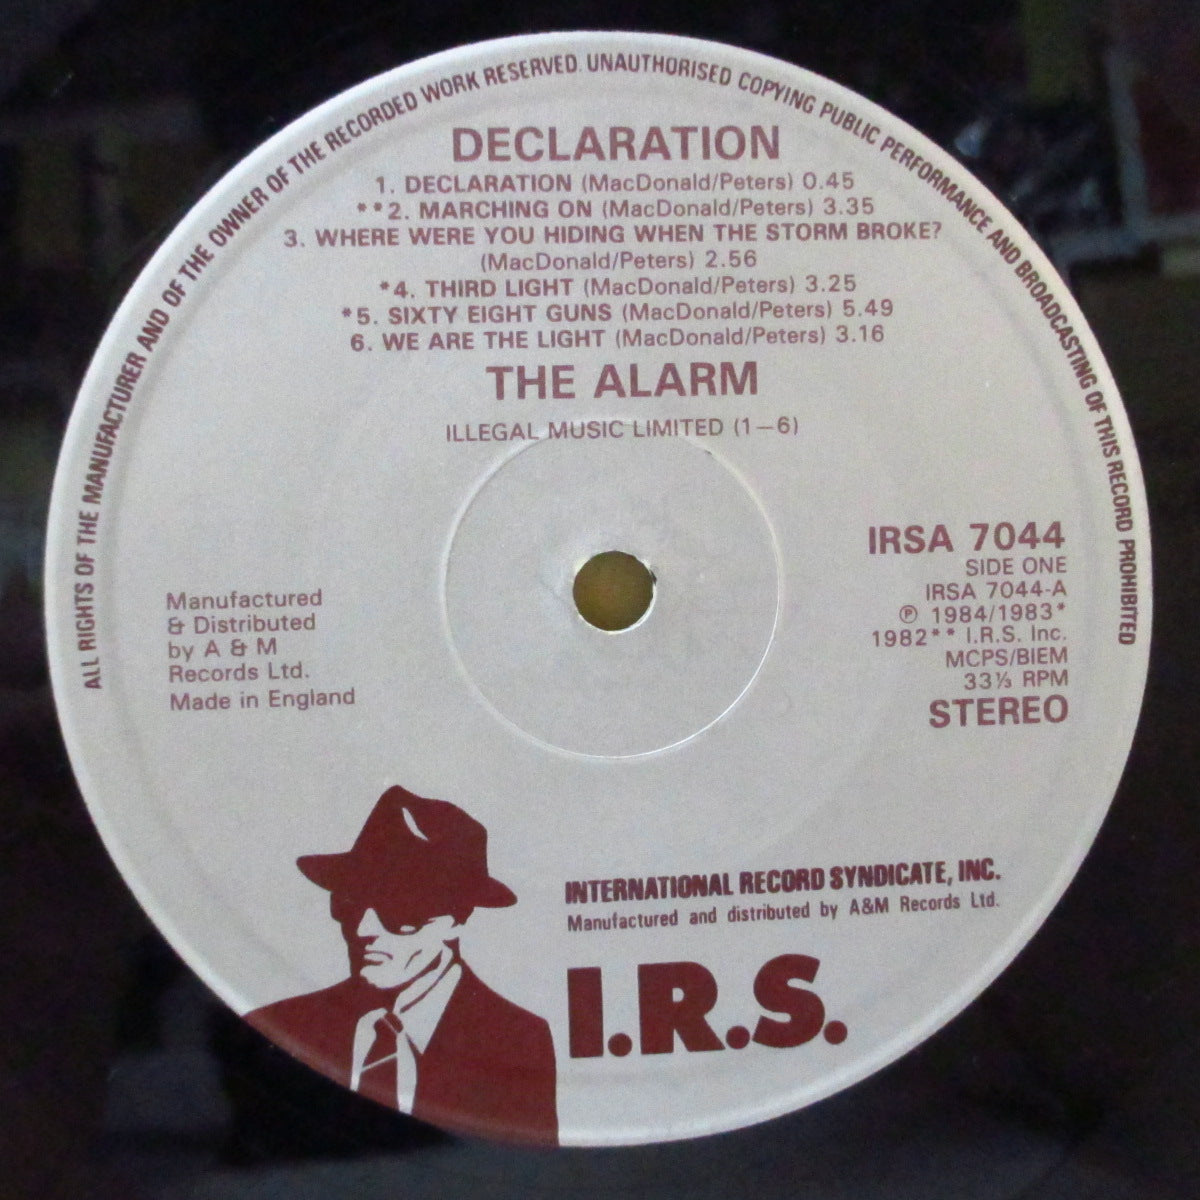 ALL RIGHTS OF THE MANUFACTURER AND OF THE OWNER OF THE RECORDED WORK RESERVED. UNAUTHORISED COPYING PUBLIC PERFORMANCE AND BROADCASTING OF THIS RECORD PROHIBITED
DECLARATION
1. DECLARATION (MacDonald/Peters) 0.45
**2. MARCHING ON (MacDonald/Peters) 3.35
3. WHERE WERE YOU HIDING WHEN THE STORM BROKE?
(MacDonald/Peters) 2.56
*4. THIRD LIGHT (MacDonald/Peters) 3.25
*5. SIXTY EIGHT GUNS (MacDonald/Peters) 5.49
6. WE ARE THE LIGHT (MacDonald/Peters) 3.16
THE ALARM
ILLEGAL MUSIC LIMITED (1–6)
Manufactured
& Distributed
by A & M
Records Ltd.
Made in England
IRSA 7044
SIDE ONE
IRSA 7044-A
℗ 1984/1983*
1982** I.R.S. Inc.
MCPS/BIEM
33⅓ RPM
STEREO
INTERNATIONAL RECORD SYNDICATE, INC.
Manufactured and distributed by A&M Records Ltd.
I.R.S.